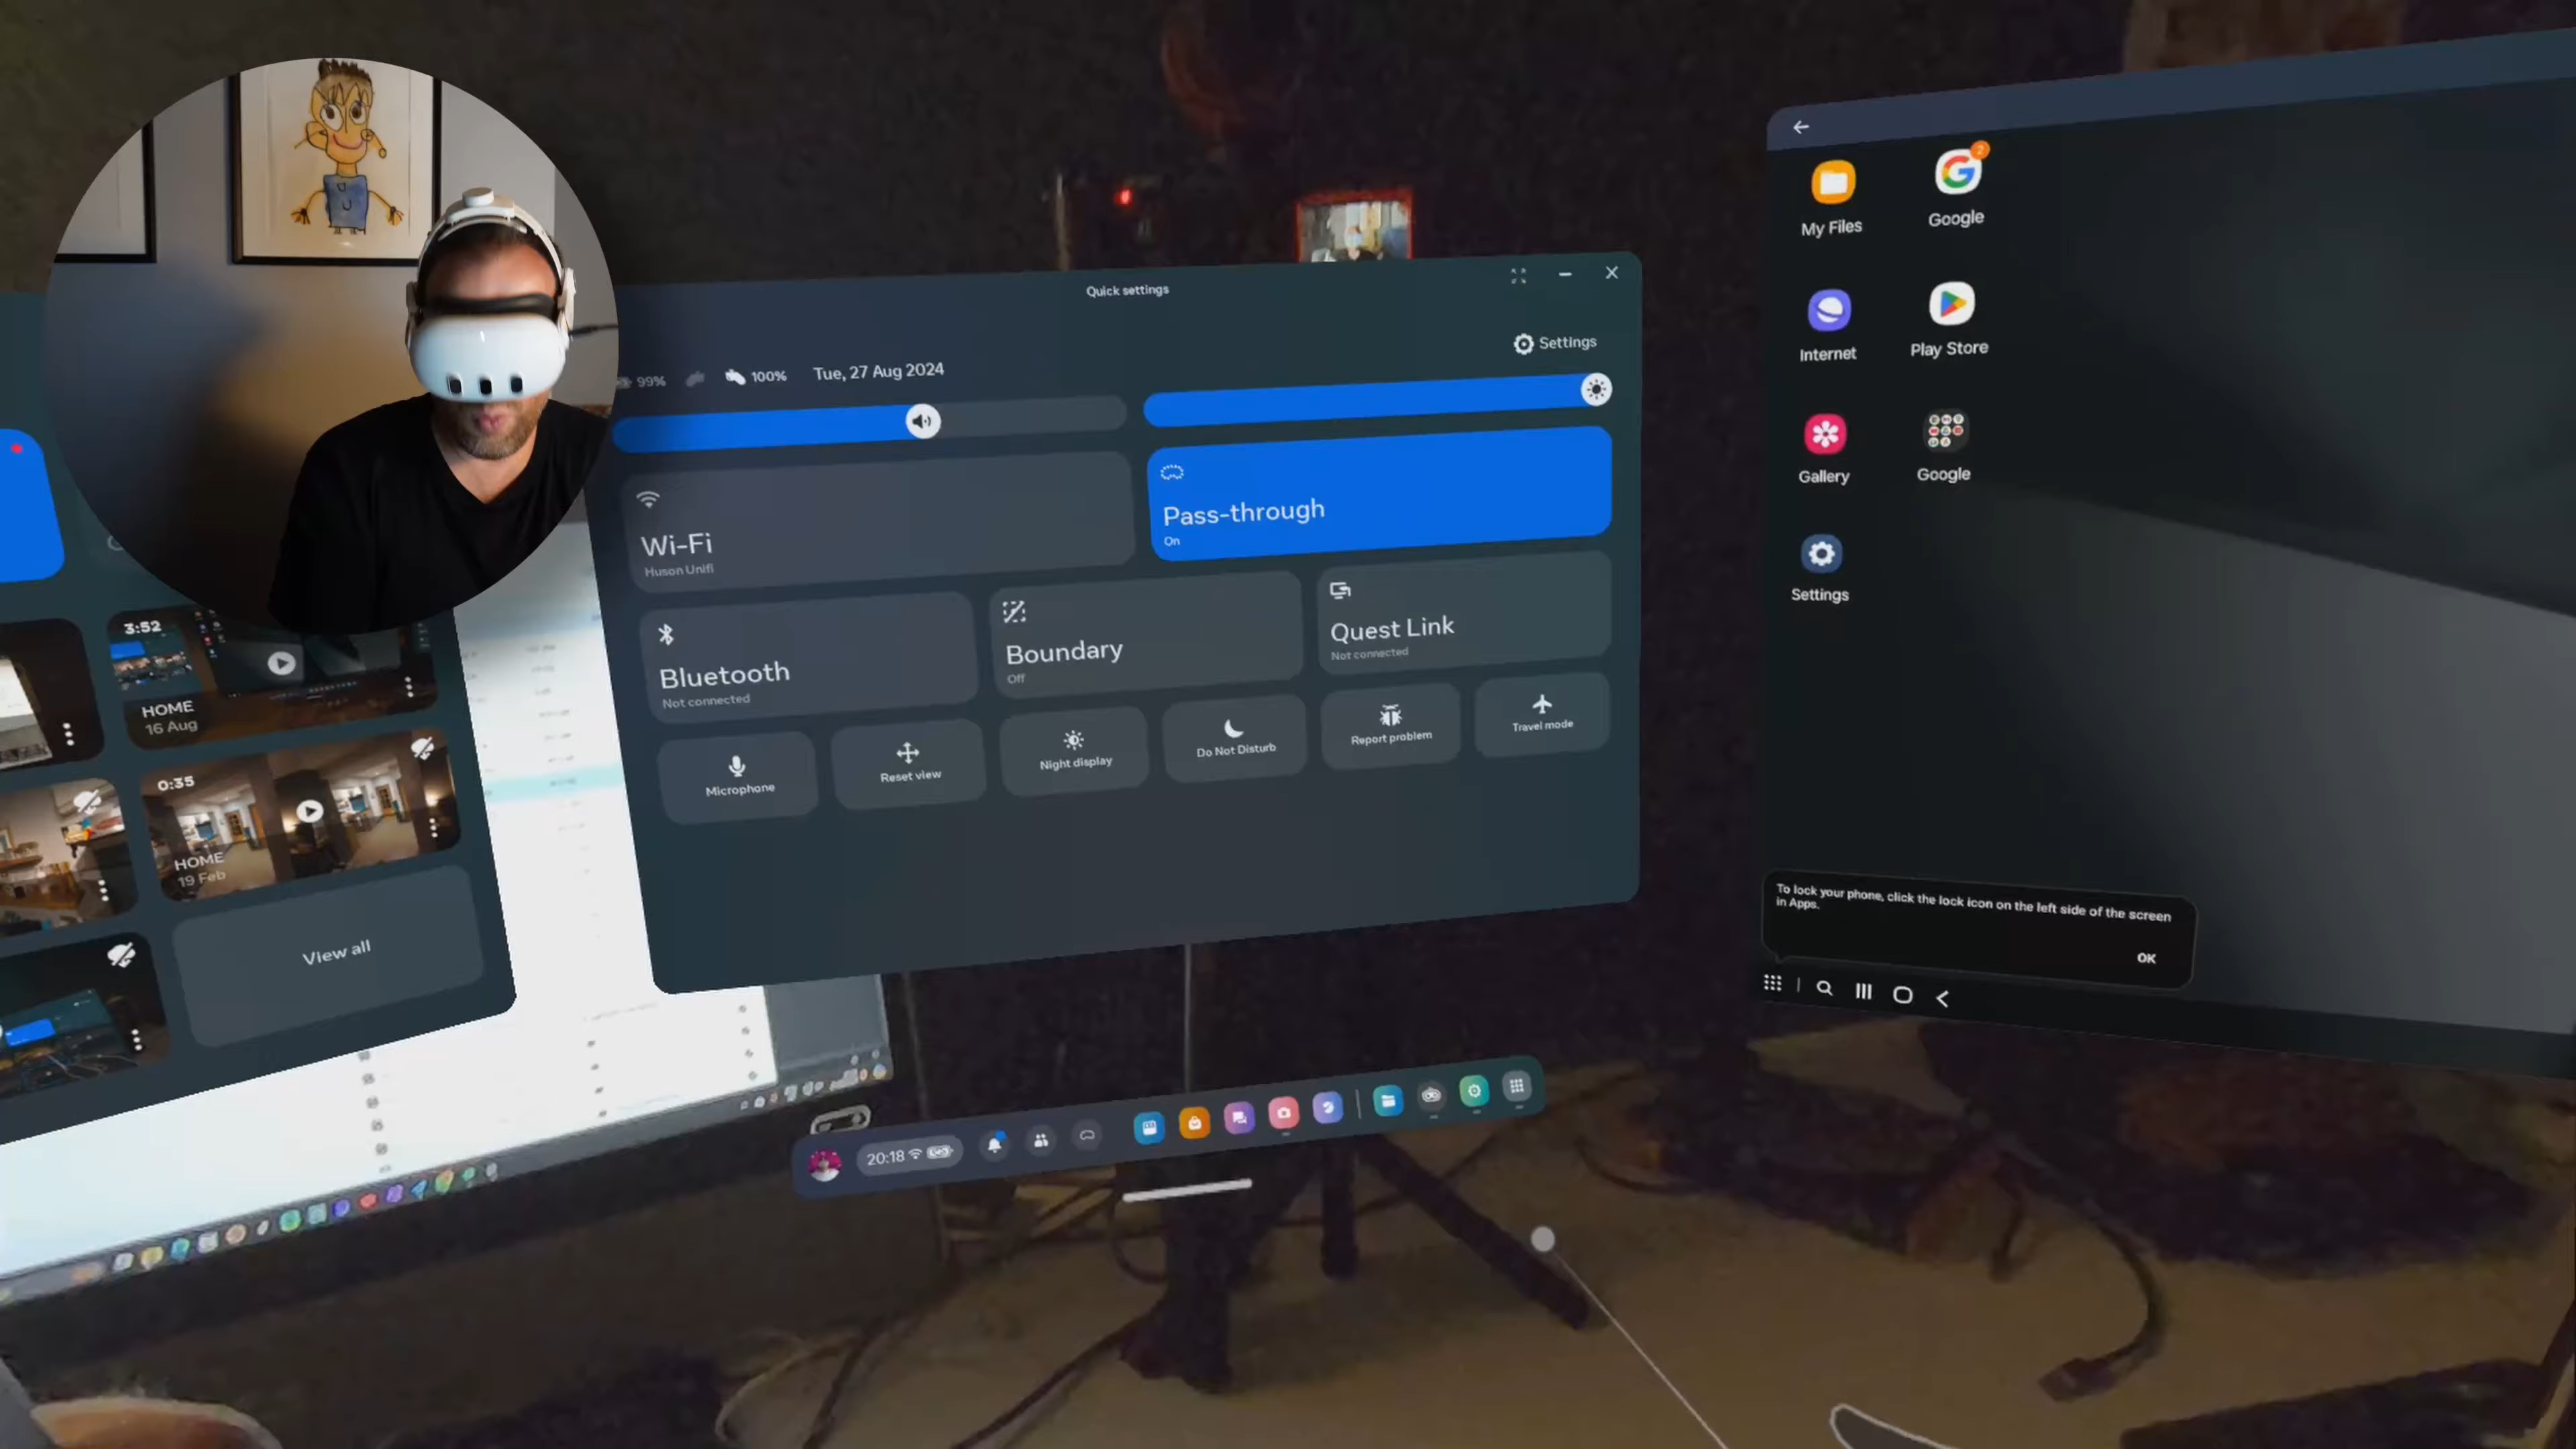 Quick settings
Settings
99%
100%
Tue, 27 Aug 2024
Wi-Fi
Huson Unifi
Pass-through
On
Bluetooth
Not connected
Boundary
Off
Quest Link
Not connected
Microphone
Reset view
Night display
Do Not Disturb
Report problem
Travel mode
3:52
HOME
16 Aug
0:35
HOME
19 Feb
View all
20:18
My Files
Google
2
Internet
Play Store
Gallery
Google
Settings
To lock your phone, click the lock icon on the left side of the screen
in Apps.
OK